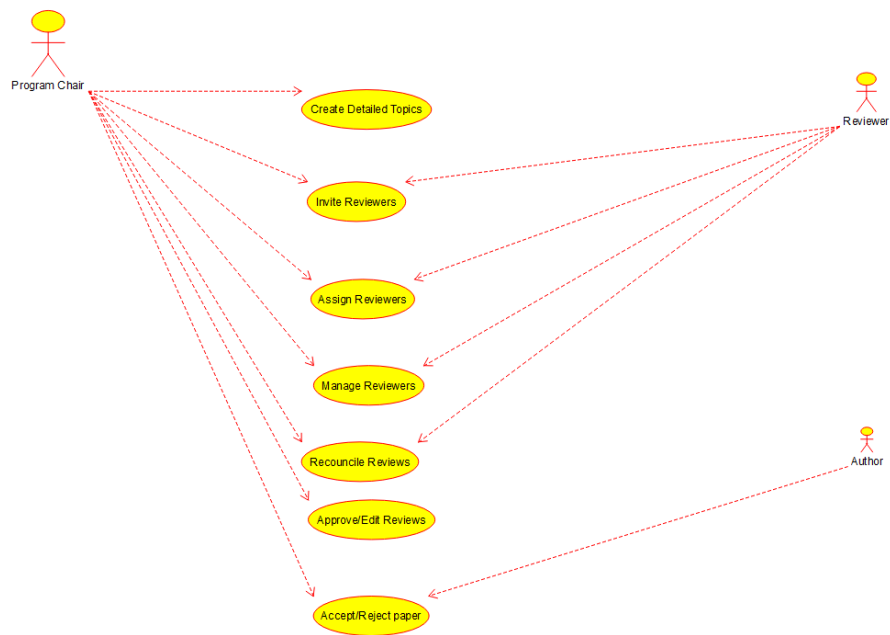 Program Chair
Create Detailed Topics
Reviewer
Invite Reviewers
Assign Reviewers
Manage Reviewers
Recouncile Reviews
Author
Approve/Edit Reviews
Accept/Reject paper